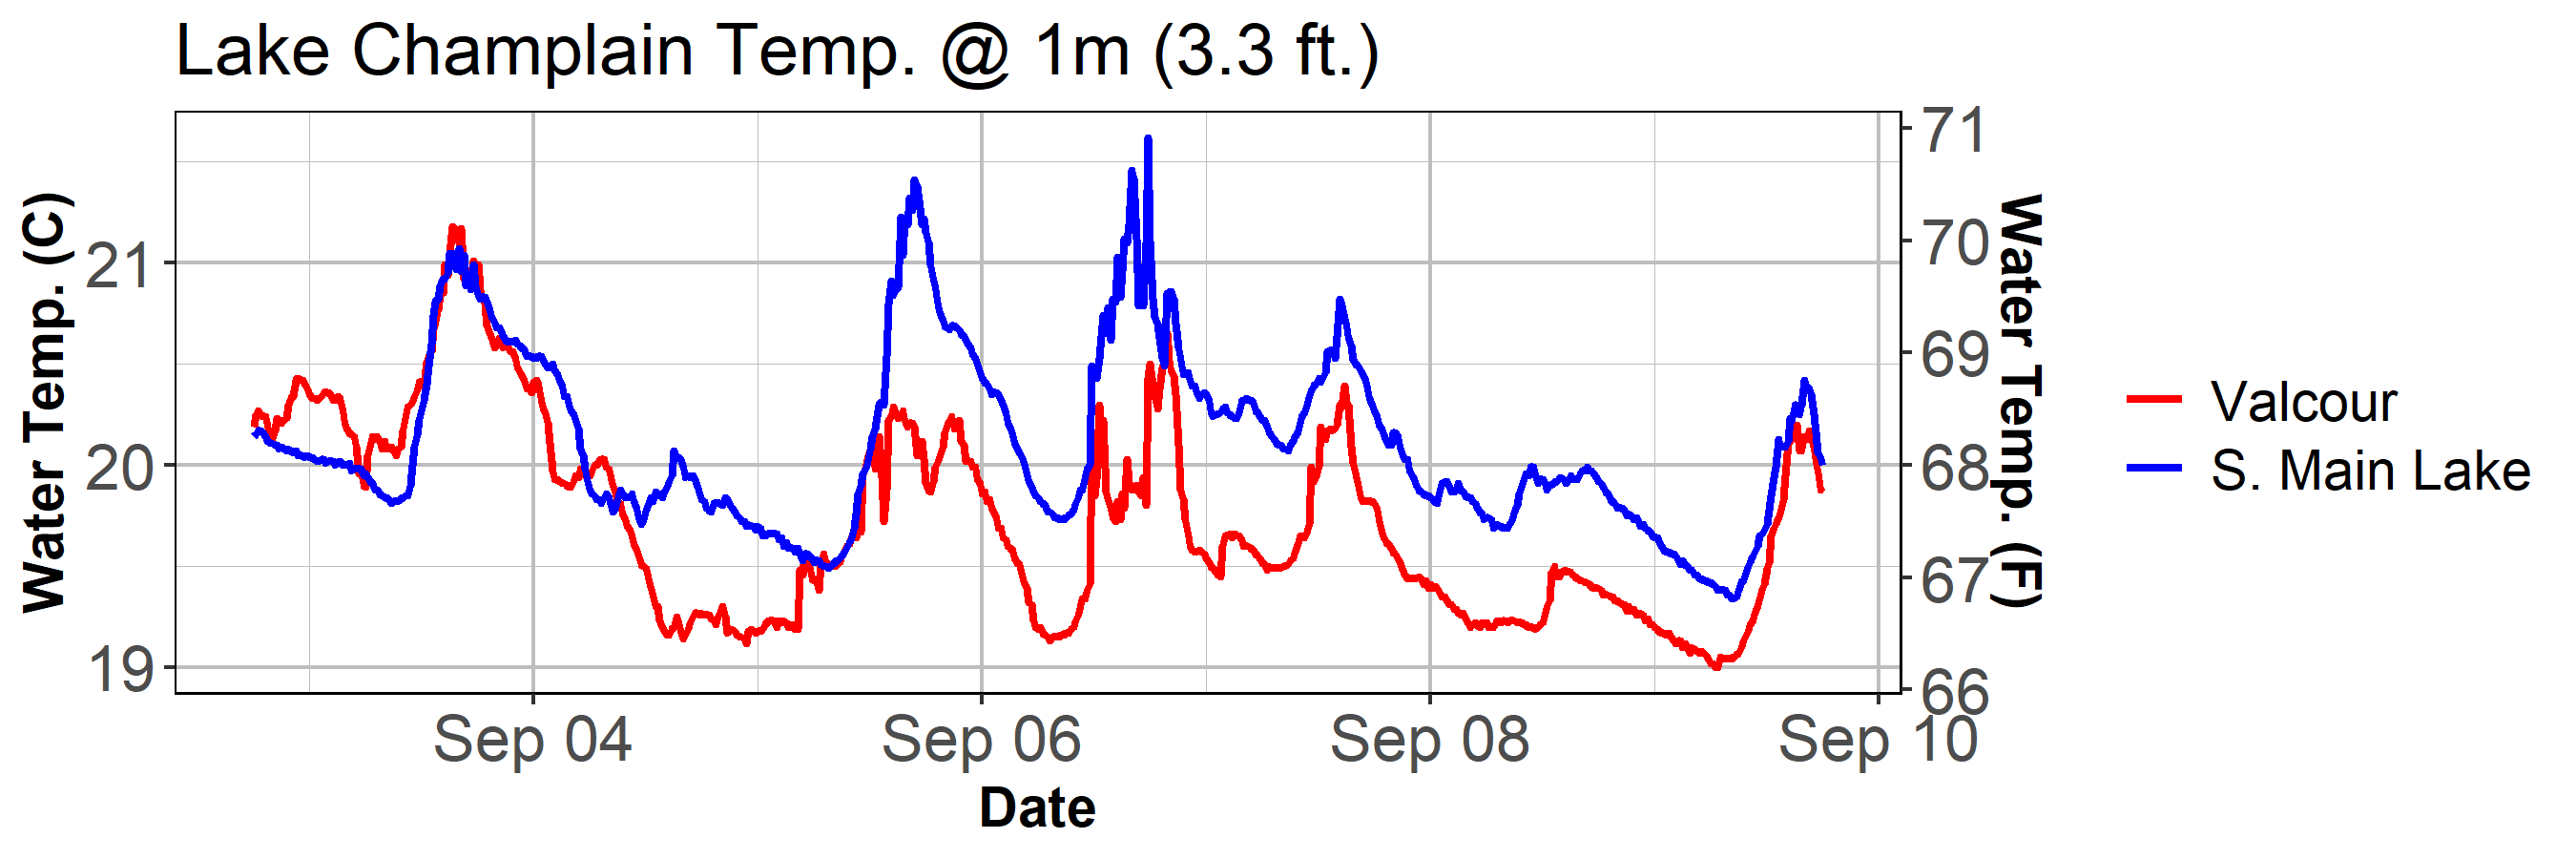 Lake Champlain Temp. @ 1m (3.3 ft.)
Water Temp. (C)
21
20
19
71
70
69
68
67
66
Water Temp. (F)
Sep 04
Sep 06
Sep 08
Sep 10
Date
Valcour
S. Main Lake